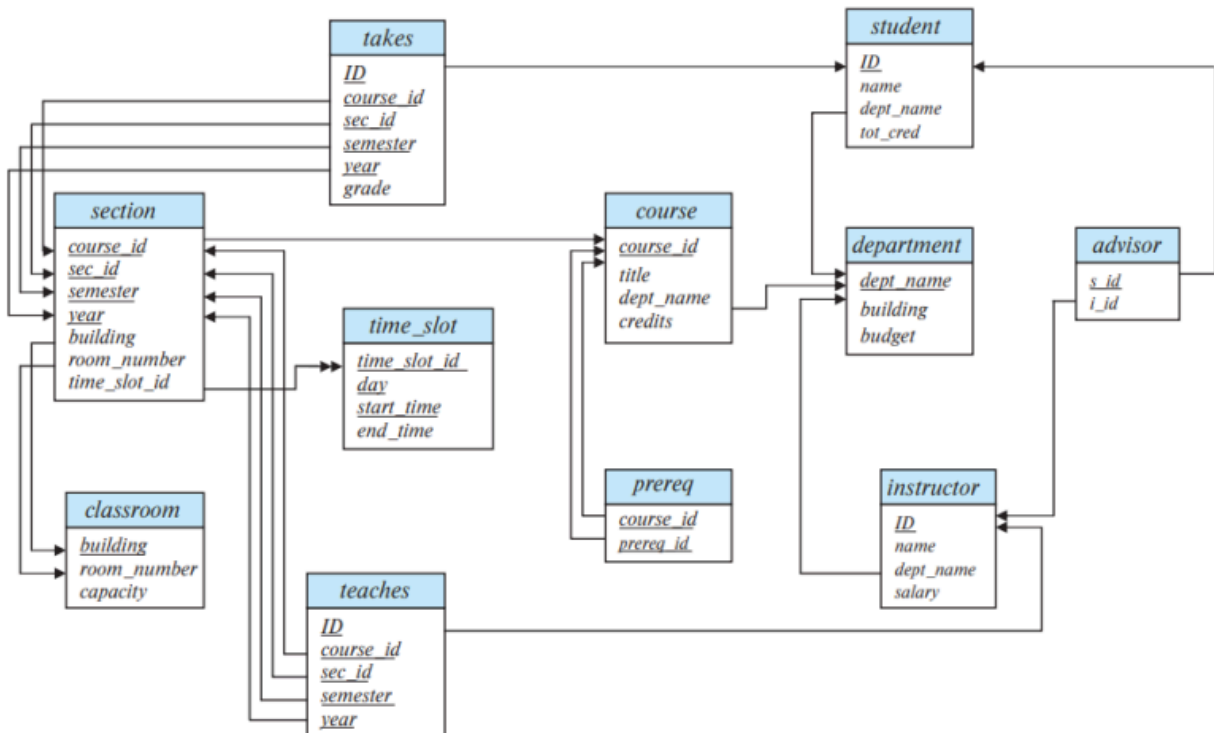 takes
ID
course_id
sec_id
semester
year
grade
student
ID
name
dept_name
tot_cred
section
course_id
sec_id
semester
year
building
room_number
time_slot_id
course
course_id
title
dept_name
credits
department
dept_name
building
budget
advisor
s_id
i_id
time_slot
time_slot_id
day
start_time
end_time
prereq
course_id
prereq_id
instructor
ID
name
dept_name
salary
classroom
building
room_number
capacity
teaches
ID
course_id
sec_id
semester
year